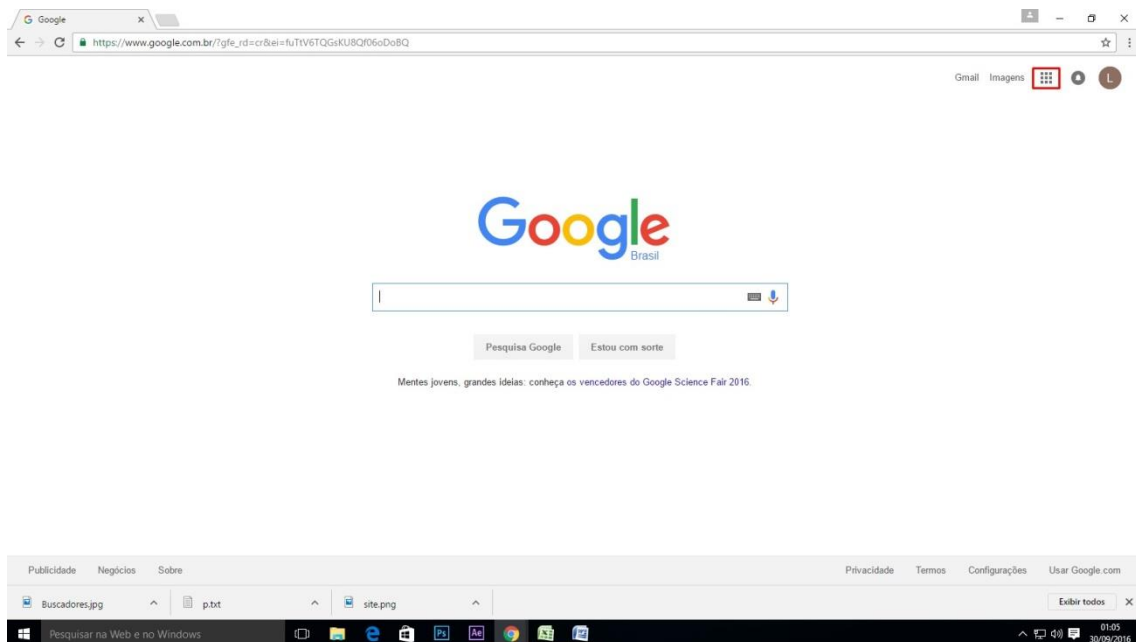 G Google
https://www.google.com.br/?gfe_rd=cr&ei=fuTtV6TQGsKU8Qf06oDoBQ
Gmail Imagens L
Google
Brasil
Pesquisa Google Estou com sorte
Mentes jovens, grandes ideias: conheça os vencedores do Google Science Fair 2016.
Publicidade Negócios Sobre Privacidade Termos Configurações Usar Google.com
Buscadores.jpg p.txt site.png Exibir todos
Pesquisar na Web e no Windows Ps Ae 01:05
30/09/2016